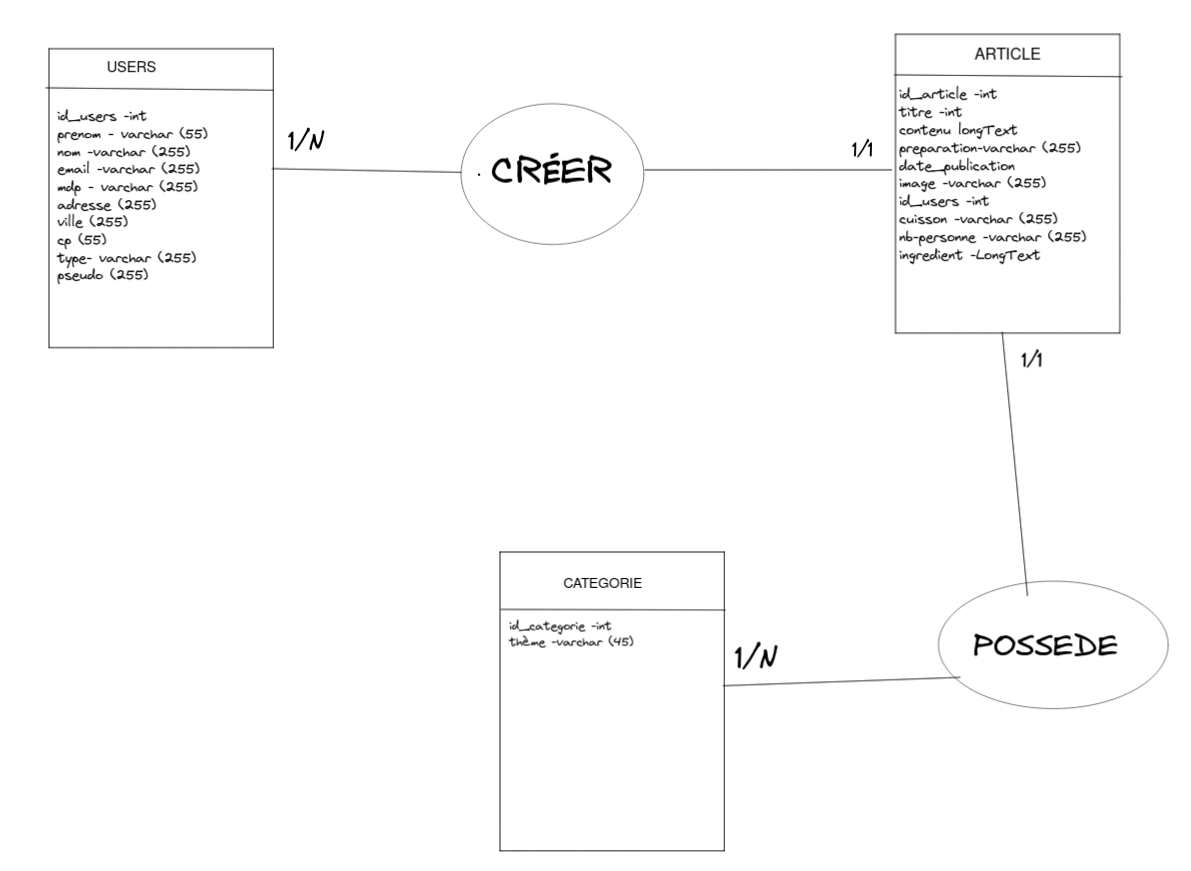 USERS
id_users -int
prenom - varchar (55)
nom -varchar (255)
email -varchar (255)
mdp - varchar (255)
adresse (255)
ville (255)
cp (55)
type- varchar (255)
pseudo (255)
1/N
. CRÉER
1/1
ARTICLE
id_article -int
titre -int
contenu longText
preparation-varchar (255)
date_publication
image -varchar (255)
id_users -int
cuisson -varchar (255)
nb-personne -varchar (255)
ingredient -LongText
1/1
CATEGORIE
id_categorie -int
thème -varchar (45)
1/N
POSSEDE